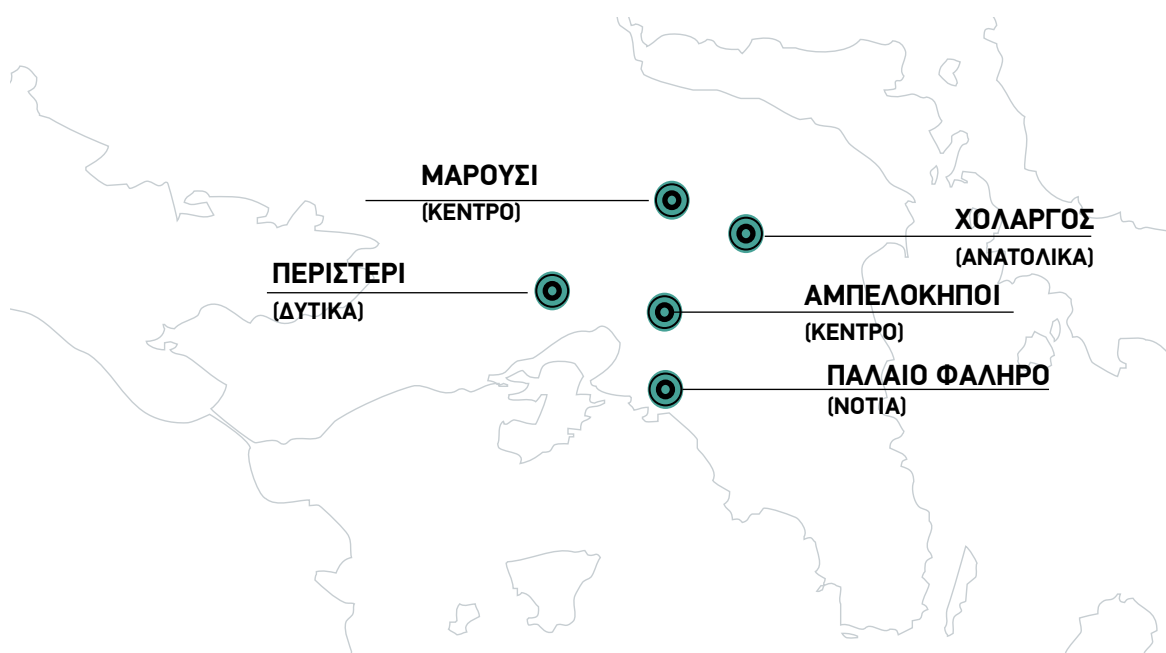 ΜΑΡΟΥΣΙ
(ΚΕΝΤΡΟ)
ΧΟΛΑΡΓΟΣ
(ΑΝΑΤΟΛΙΚΑ)
ΠΕΡΙΣΤΕΡΙ
(ΔΥΤΙΚΑ)
ΑΜΠΕΛΟΚΗΠΟΙ
(ΚΕΝΤΡΟ)
ΠΑΛΑΙΟ ΦΑΛΗΡΟ
(ΝΟΤΙΑ)